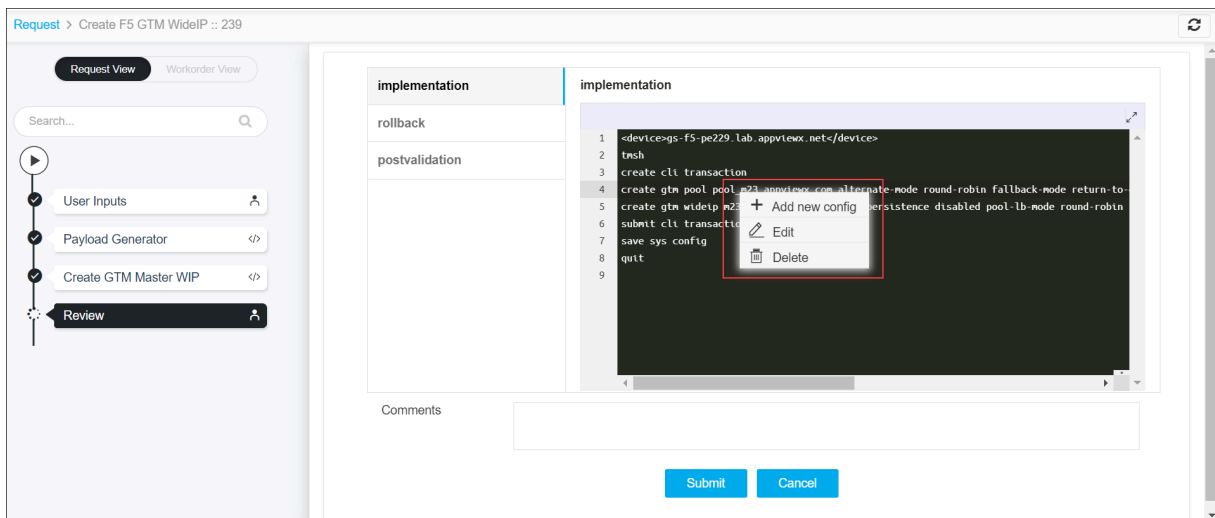 Request > Create F5 GTM WideIP :: 239
Request View
Workorder View
Search...
User Inputs
Payload Generator
</>
Create GTM Master WIP
</>
Review
implementation
rollback
postvalidation
implementation
1 <device>gs-f5-pe229.lab.appviewx.net</device>
2 tmsh
3 create cli transaction
4 create gtm pool pool_m23.appviewx.com alternate-mode round-robin fallback-mode return-to-
5 create gtm wideip m23 persistence disabled pool-lb-mode round-robin
6 submit cli transactio
7 save sys config
8 quit
9
+ Add new config
Edit
Delete
Comments
Submit
Cancel